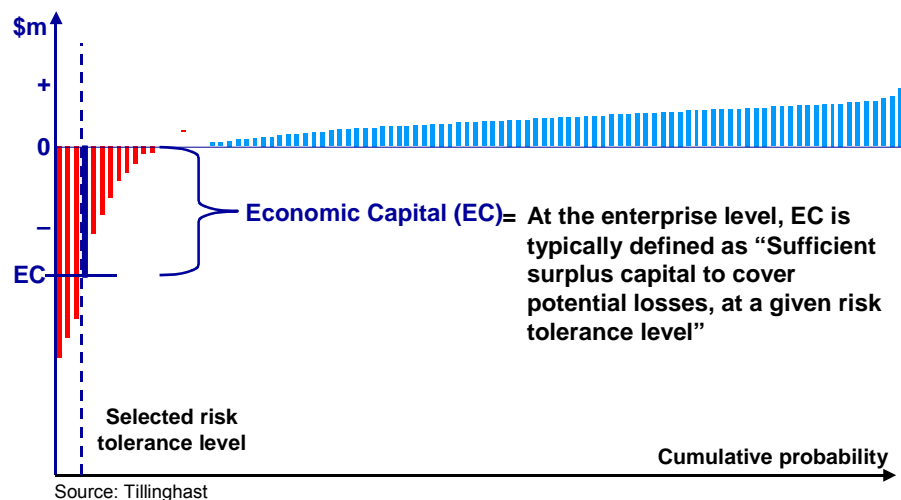 $m
+
0
–
EC
Economic Capital (EC)
= At the enterprise level, EC is
typically defined as “Sufficient
surplus capital to cover
potential losses, at a given risk
tolerance level”
Selected risk
tolerance level
Cumulative probability
Source: Tillinghast